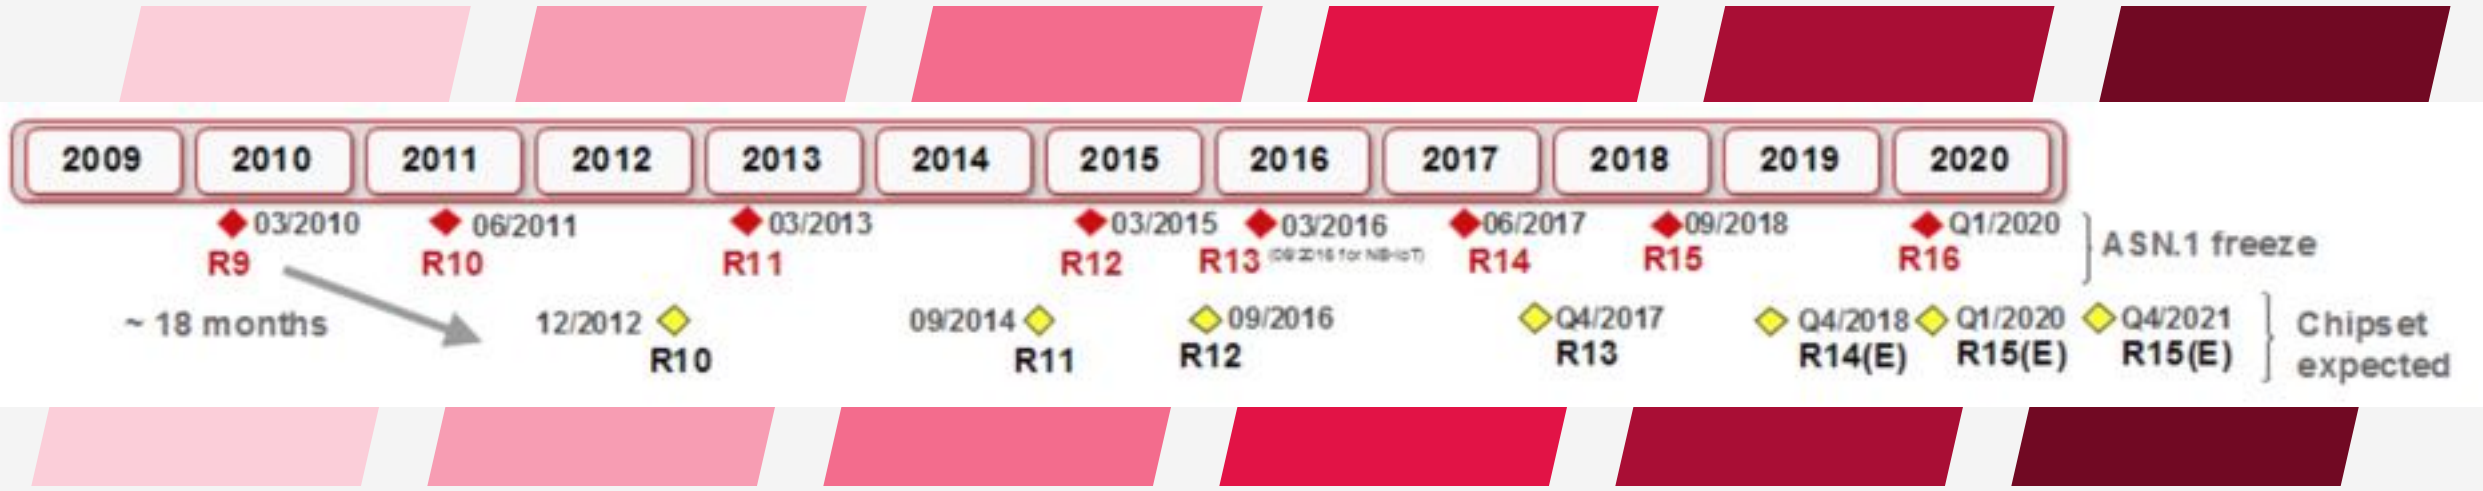 2009 2010 2011 2012 2013 2014 2015 2016 2017 2018 2019 2020
03/2010 06/2011 03/2013 03/2015 03/2016 06/2017 09/2018 Q1/2020
R9 R10 R11 R12 R13 for NB-IoT) R14 R15 R16
ASN.1 freeze
~ 18 months
12/2012 09/2014 09/2016 Q4/2017 Q4/2018 Q1/2020 Q4/2021
R10 R11 R12 R13 R14(E) R15(E) R15(E)
Chipset
expected